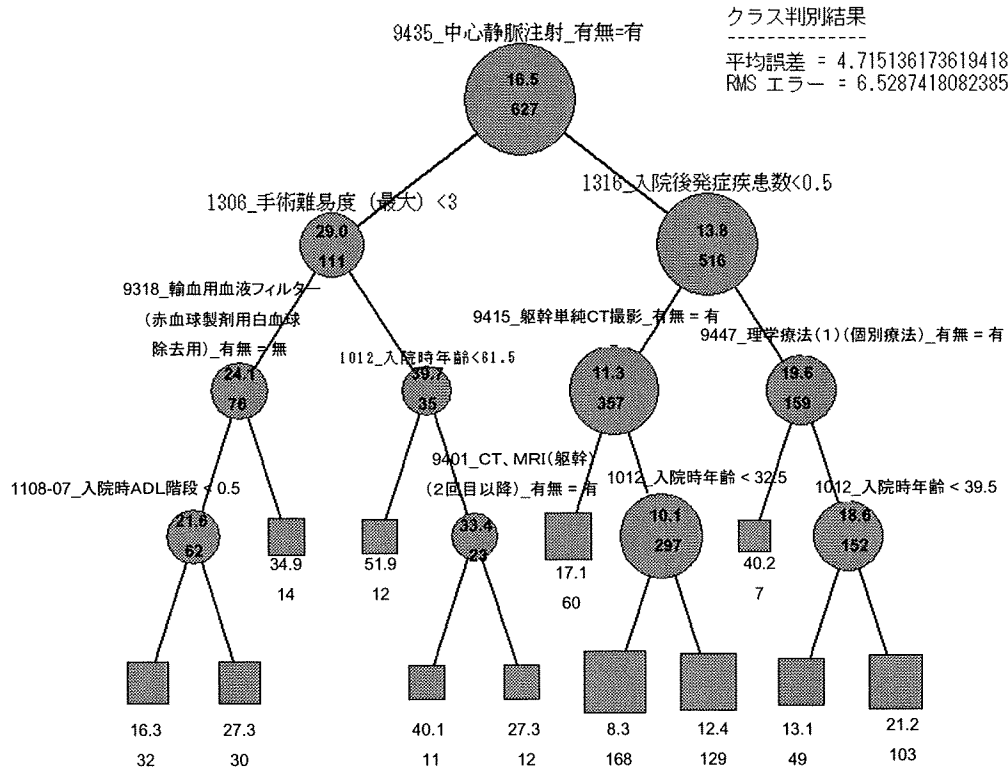 クラス判別結果
--------------
平均誤差 = 4.715136173619418
RMS エラー = 6.5287418082385
9435_中心静脈注射_有無=有
16.5
627
1306_手術難易度（最大）<3
29.0
111
1316_入院後発症疾患数<0.5
13.8
516
9318_輸血用血液フィルター
(赤血球製剤用白血球
除去用)_有無 = 無
24.1
76
1012_入院時年齢<61.5
39.7
35
9415_躯幹単純CT撮影_有無 = 有
11.3
357
9447_理学療法(1)(個別療法)_有無 = 有
19.6
159
1108-07_入院時ADL階段 < 0.5
21.6
62
34.9
14
51.9
12
9401_CT、MRI(躯幹)
(2回目以降)_有無 = 有
33.4
23
17.1
60
1012_入院時年齢 < 32.5
10.1
297
40.2
7
1012_入院時年齢 < 39.5
18.6
152
16.3
32
27.3
30
40.1
11
27.3
12
8.3
168
12.4
129
13.1
49
21.2
103